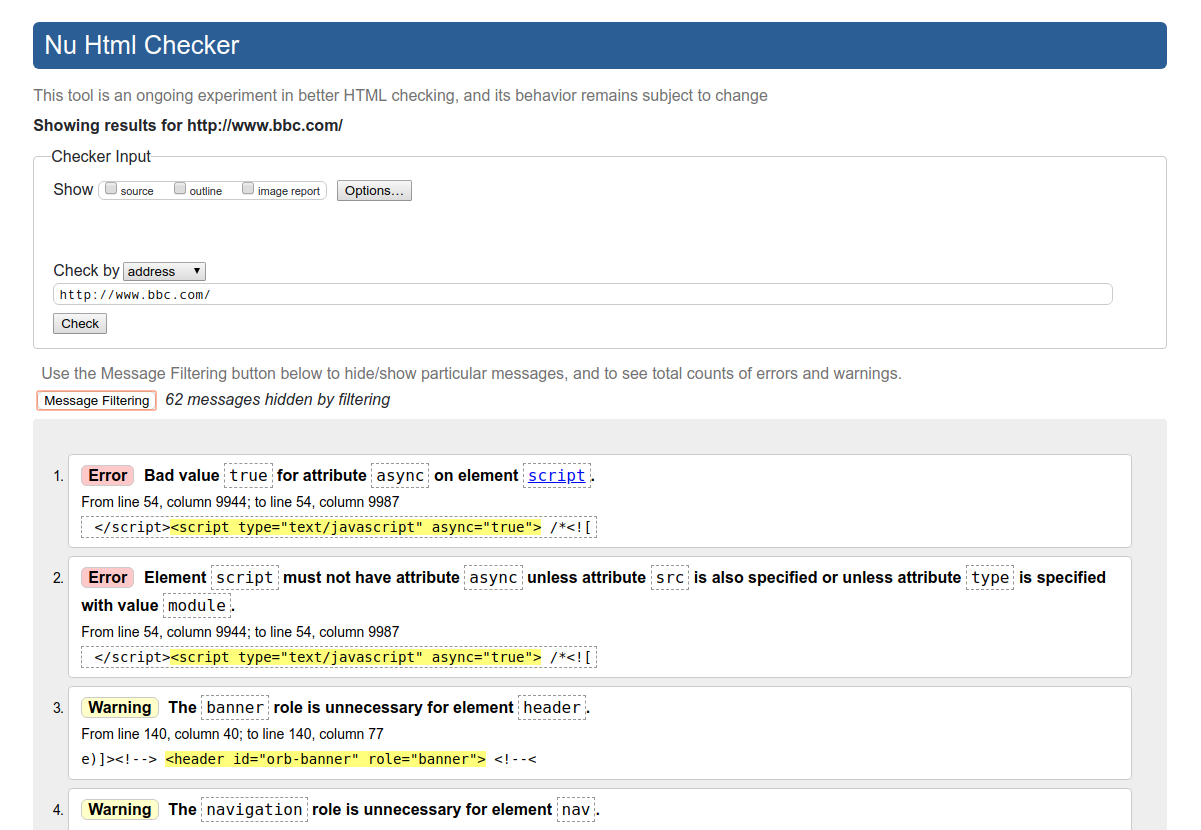 Nu Html Checker
This tool is an ongoing experiment in better HTML checking, and its behavior remains subject to change
Showing results for http://www.bbc.com/
Checker Input
Show source outline image report Options…
Check by address ▼
http://www.bbc.com/
Check
Use the Message Filtering button below to hide/show particular messages, and to see total counts of errors and warnings.
Message Filtering 62 messages hidden by filtering
1. Error Bad value true for attribute async on element script.
From line 54, column 9944; to line 54, column 9987
</script><script type="text/javascript" async="true"> /*<![
2. Error Element script must not have attribute async unless attribute src is also specified or unless attribute type is specified
with value module.
From line 54, column 9944; to line 54, column 9987
</script><script type="text/javascript" async="true"> /*<![
3. Warning The banner role is unnecessary for element header.
From line 140, column 40; to line 140, column 77
e)]><!--> <header id="orb-banner" role="banner"> <!--<
4. Warning The navigation role is unnecessary for element nav.